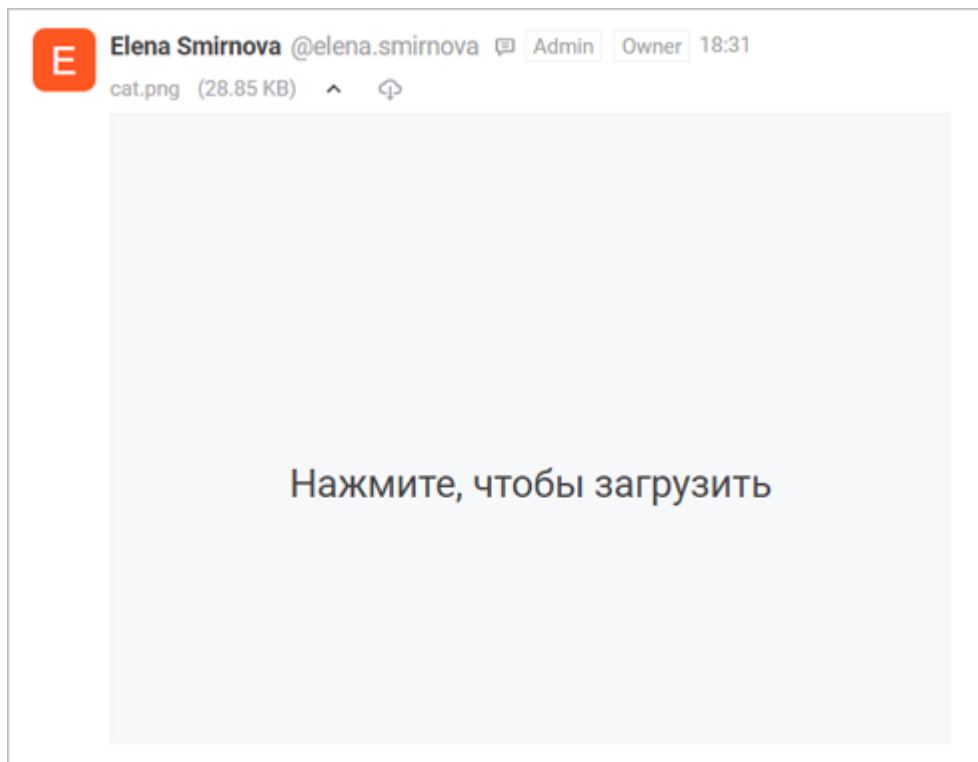 E
Elena Smirnova @elena.smirnova Admin Owner 18:31
cat.png (28.85 KB)
Нажмите, чтобы загрузить